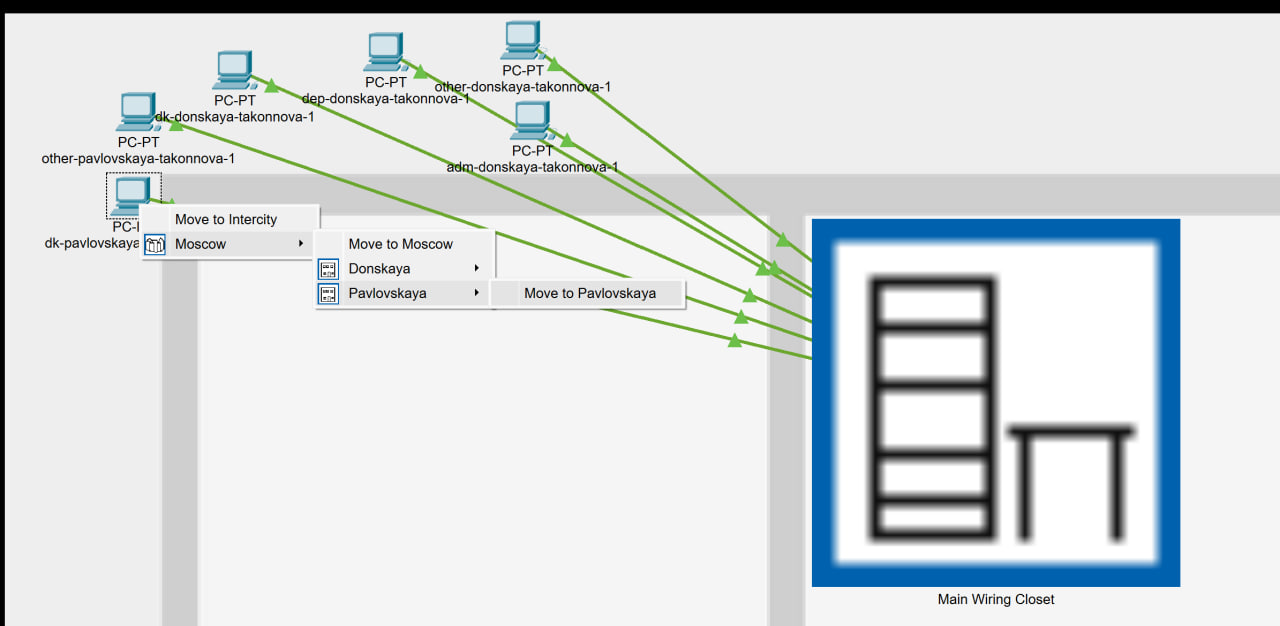 PC-PT
other-donskaya-takonnova-1
PC-PT
dep-donskaya-takonnova-1
PC-PT
dk-donskaya-takonnova-1
PC-PT
other-pavlovskaya-takonnova-1
PC-PT
adm-donskaya-takonnova-1
PC-
dk-pavlovskaya
Move to Intercity
Moscow
Move to Moscow
Donskaya
Pavlovskaya
Move to Pavlovskaya
Main Wiring Closet